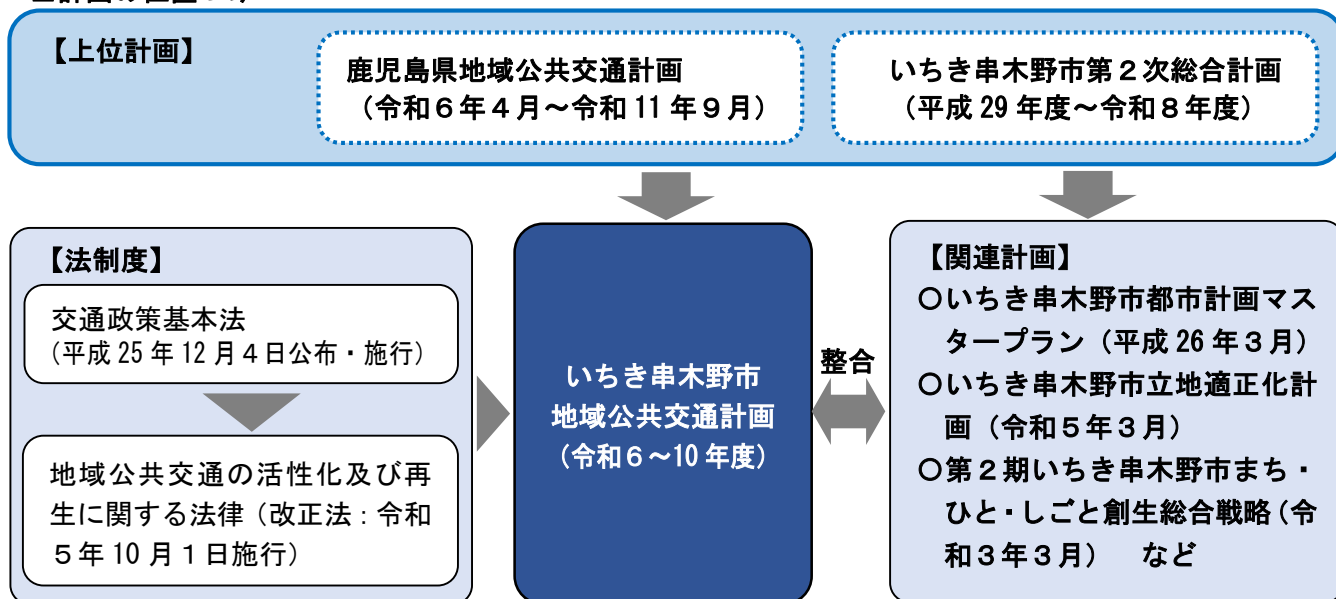 【上位計画】
鹿児島県地域公共交通計画
（令和６年４月～令和 11 年９月）
いちき串木野市第２次総合計画
（平成 29 年度～令和８年度）
【法制度】
交通政策基本法
（平成 25 年 12 月４日公布・施行）
地域公共交通の活性化及び再
生に関する法律（改正法：令和
５年 10 月１日施行）
いちき串木野市
地域公共交通計画
（令和６～10 年度）
整合
【関連計画】
○いちき串木野市都市計画マス
タープラン（平成 26 年３月）
○いちき串木野市立地適正化計
画（令和５年３月）
○第２期いちき串木野市まち・
ひと・しごと創生総合戦略（令
和３年３月）　など